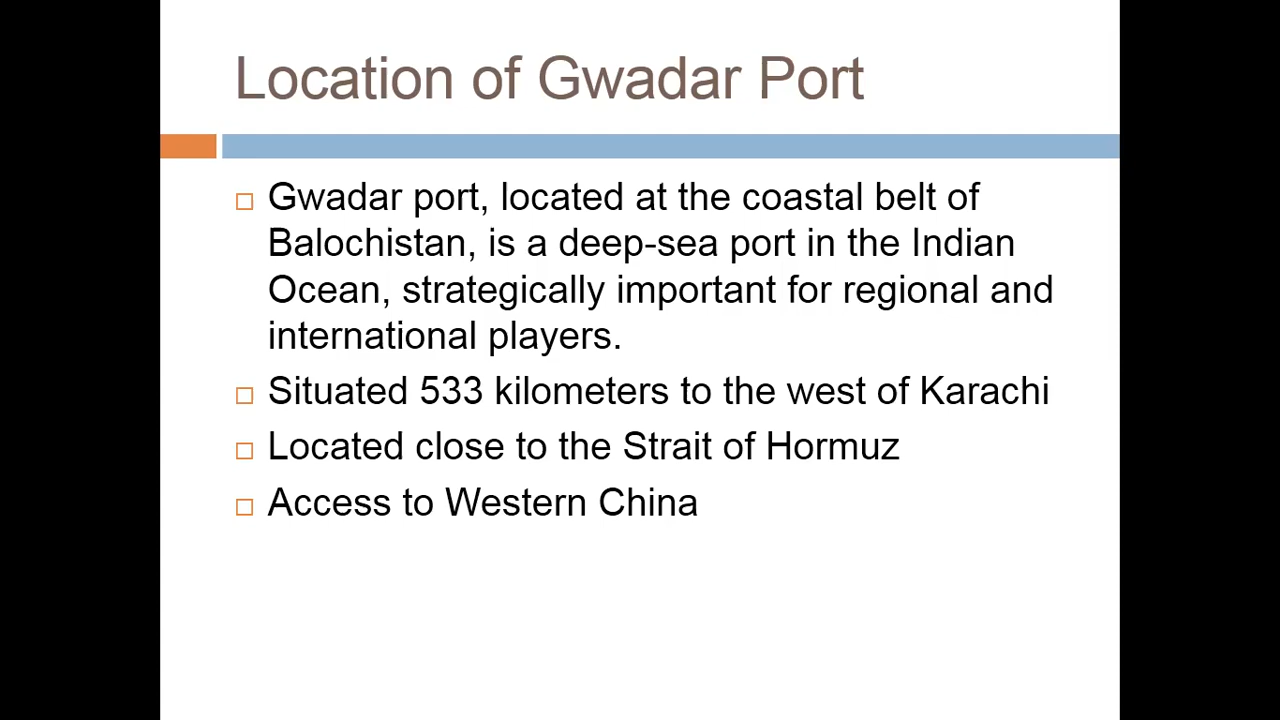 Location of Gwadar Port
Gwadar port, located at the coastal belt of
Balochistan, is a deep-sea port in the Indian
Ocean, strategically important for regional and
international players.
Situated 533 kilometers to the west of Karachi
Located close to the Strait of Hormuz
Access to Western China